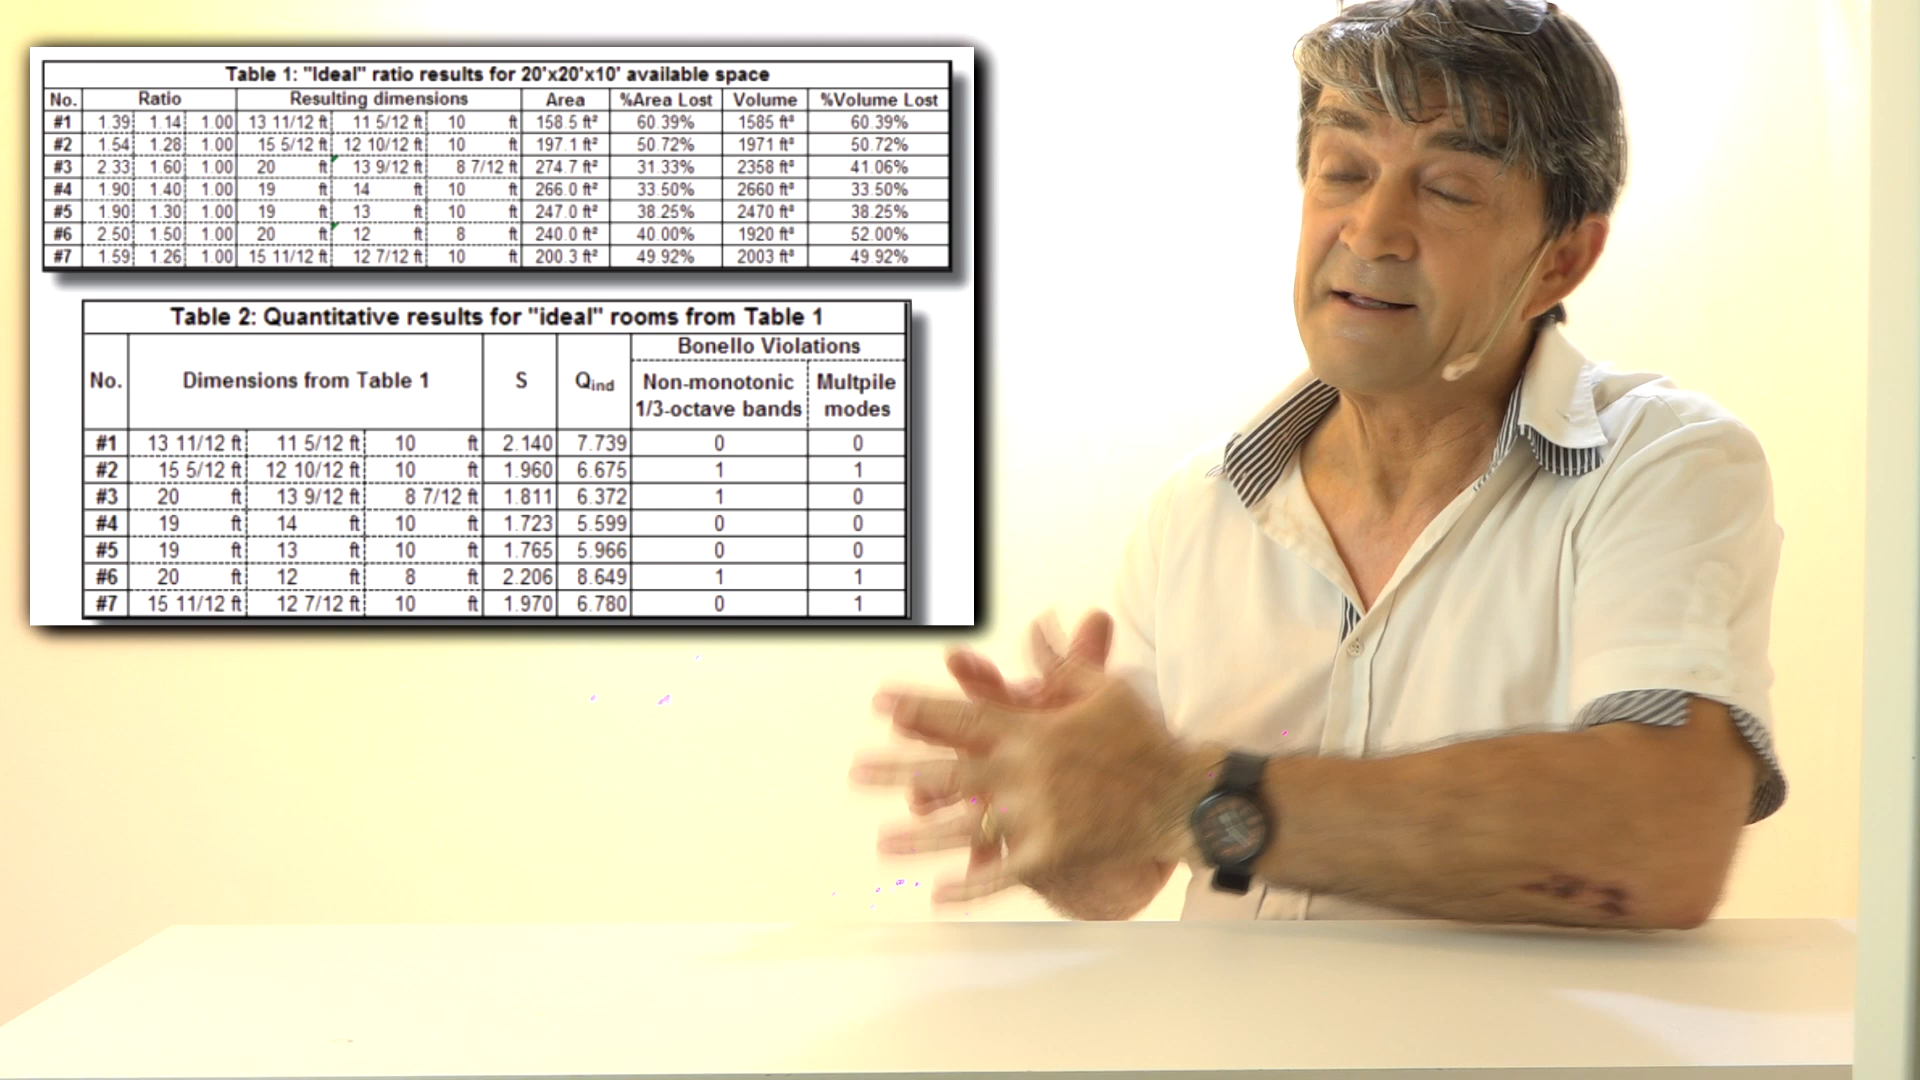 Table 1: "Ideal" ratio results for 20'x20'x10' available space
No. Ratio Resulting dimensions Area %Area Lost Volume %Volume Lost
#1 1.39 1.14 1.00 13 11/12 ft 11 5/12 ft 10 ft 158.5 ft² 60.39% 1585 ft³ 60.39%
#2 1.54 1.28 1.00 15 5/12 ft 12 10/12 ft 10 ft 197.1 ft² 50.72% 1971 ft³ 50.72%
#3 2.33 1.60 1.00 20 ft 13 9/12 ft 8 7/12 ft 274.7 ft² 31.33% 2358 ft³ 41.06%
#4 1.90 1.40 1.00 19 ft 14 ft 10 ft 266.0 ft² 33.50% 2660 ft³ 33.50%
#5 1.90 1.30 1.00 19 ft 13 ft 10 ft 247.0 ft² 38.25% 2470 ft³ 38.25%
#6 2.50 1.50 1.00 20 ft 12 ft 8 ft 240.0 ft² 40.00% 1920 ft³ 52.00%
#7 1.59 1.26 1.00 15 11/12 ft 12 7/12 ft 10 ft 200.3 ft² 49.92% 2003 ft³ 49.92%
Table 2: Quantitative results for "ideal" rooms from Table 1
Bonello Violations
No. Dimensions from Table 1 S Qind
Non-monotonic Multpile
1/3-octave bands modes
#1 13 11/12 ft 11 5/12 ft 10 ft 2.140 7.739 0 0
#2 15 5/12 ft 12 10/12 ft 10 ft 1.960 6.675 1 1
#3 20 ft 13 9/12 ft 8 7/12 ft 1.811 6.372 1 0
#4 19 ft 14 ft 10 ft 1.723 5.599 0 0
#5 19 ft 13 ft 10 ft 1.765 5.966 0 0
#6 20 ft 12 ft 8 ft 2.206 8.649 1 1
#7 15 11/12 ft 12 7/12 ft 10 ft 1.970 6.780 0 1